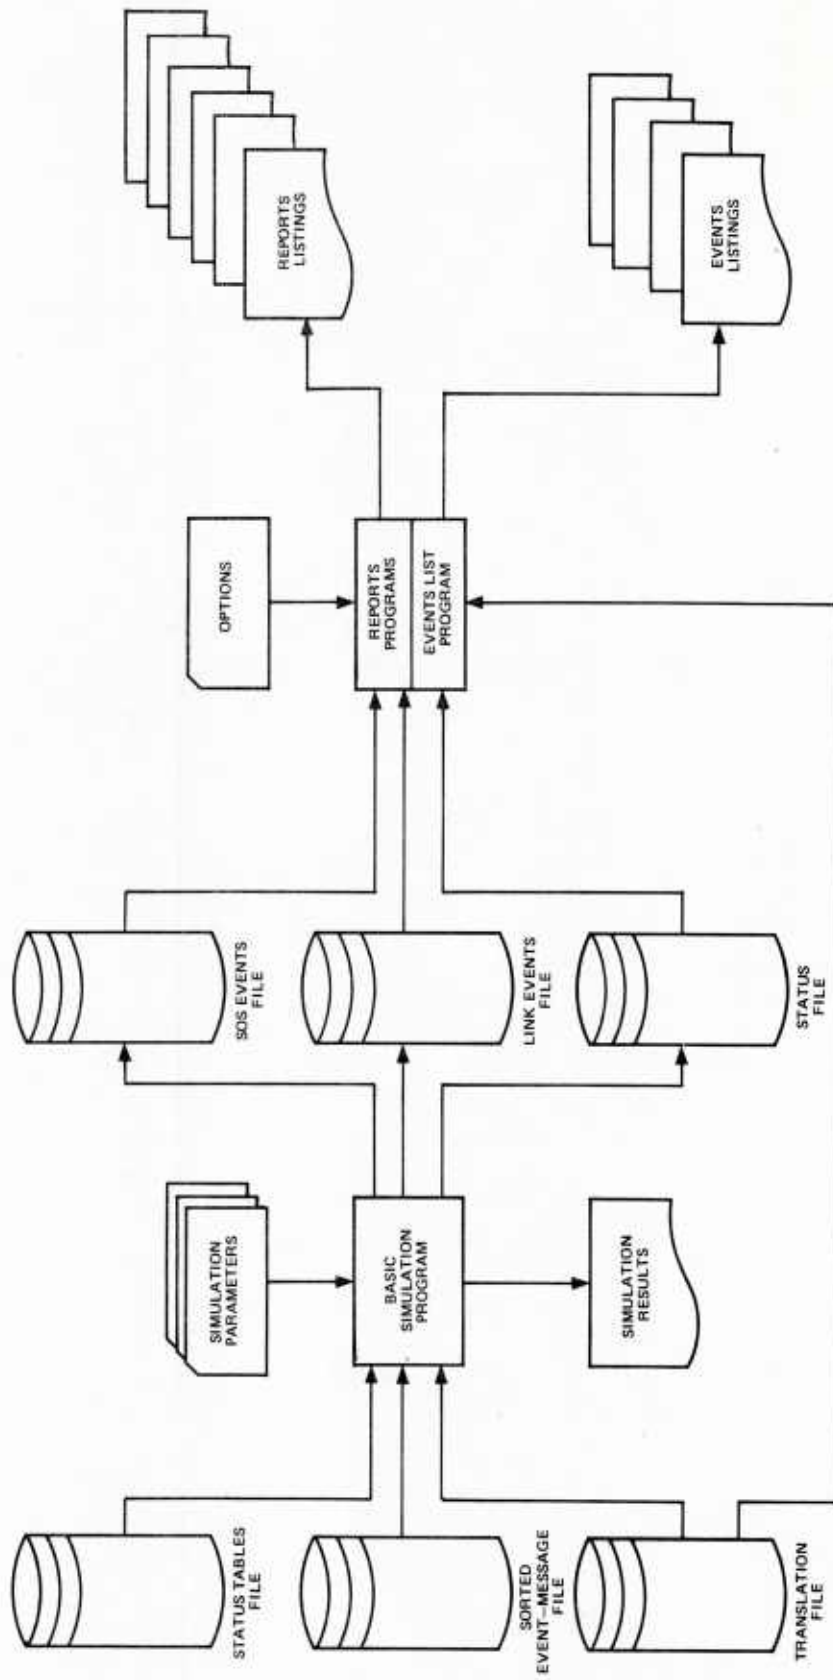 STATUS TABLES
FILE
SORTED
EVENT—MESSAGE
FILE
TRANSLATION
FILE
SIMULATION
PARAMETERS
BASIC
SIMULATION
PROGRAM
SIMULATION
RESULTS
SOS EVENTS
FILE
LINK EVENTS
FILE
STATUS
FILE
OPTIONS
REPORTS
PROGRAMS
EVENTS LIST
PROGRAM
REPORTS
LISTINGS
EVENTS
LISTINGS